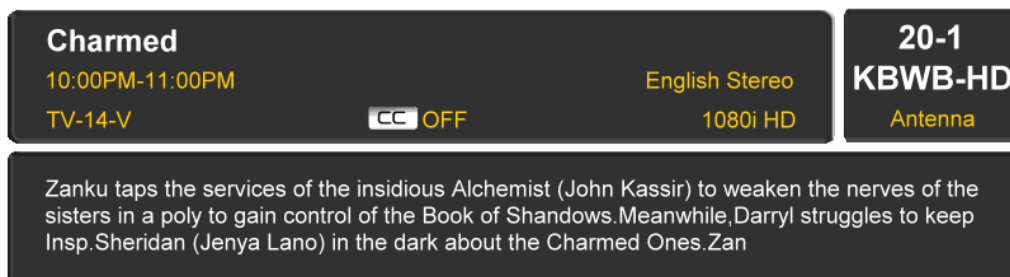 Charmed
10:00PM-11:00PM
English Stereo
TV-14-V
CC OFF
1080i HD
20-1
KBWB-HD
Antenna
Zanku taps the services of the insidious Alchemist (John Kassir) to weaken the nerves of the
sisters in a poly to gain control of the Book of Shandows.Meanwhile,Darryl struggles to keep
Insp.Sheridan (Jenya Lano) in the dark about the Charmed Ones.Zan